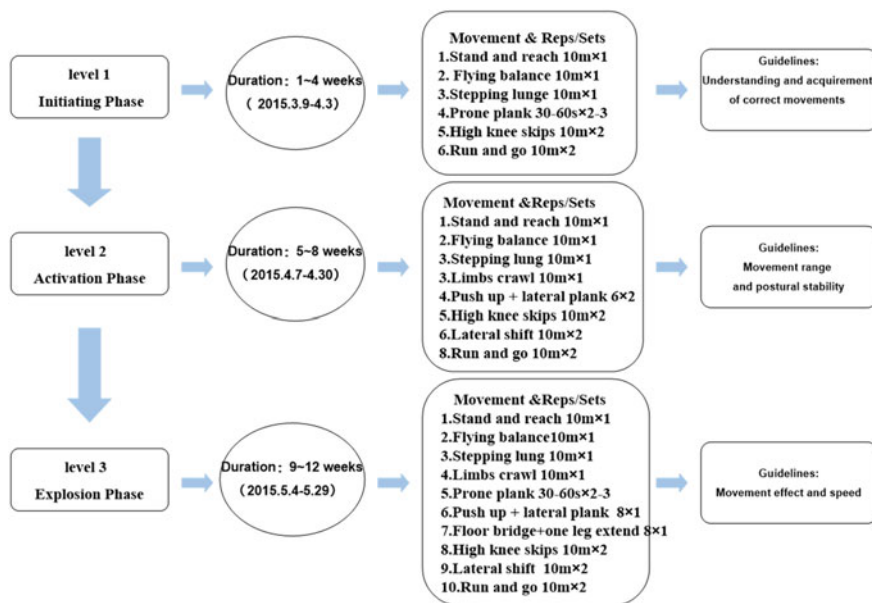 level 1
Initiating Phase
Duration: 1~4 weeks
( 2015.3.9-4.3)
Movement & Reps/Sets
1.Stand and reach 10m×1
2. Flying balance 10m×1
3.Stepping lunge 10m×1
4.Prone plank 30-60s×2-3
5.High knee skips 10m×2
6.Run and go 10m×2
Guidelines:
Understanding and acquirement
of correct movements
level 2
Activation Phase
Duration: 5~8 weeks
(2015.4.7-4.30)
Movement &Reps/Sets
1.Stand and reach 10m×1
2.Flying balance 10m×1
3.Stepping lung 10m×1
3.Limbs crawl 10m×1
4.Push up + lateral plank 6×2
5.High knee skips 10m×2
6.Lateral shift 10m×2
8.Run and go 10m×2
Guidelines:
Movement range
and postural stability
level 3
Explosion Phase
Duration: 9~12 weeks
(2015.5.4-5.29)
Movement &Reps/Sets
1.Stand and reach 10m×1
2.Flying balance10m×1
3.Stepping lung 10m×1
4.Limbs crawl 10m×1
5.Prone plank 30-60s×2-3
6.Push up + lateral plank 8×1
7.Floor bridge+one leg extend 8×1
8.High knee skips 10m×2
9.Lateral shift 10m×2
10.Run and go 10m×2
Guidelines:
Movement effect and speed